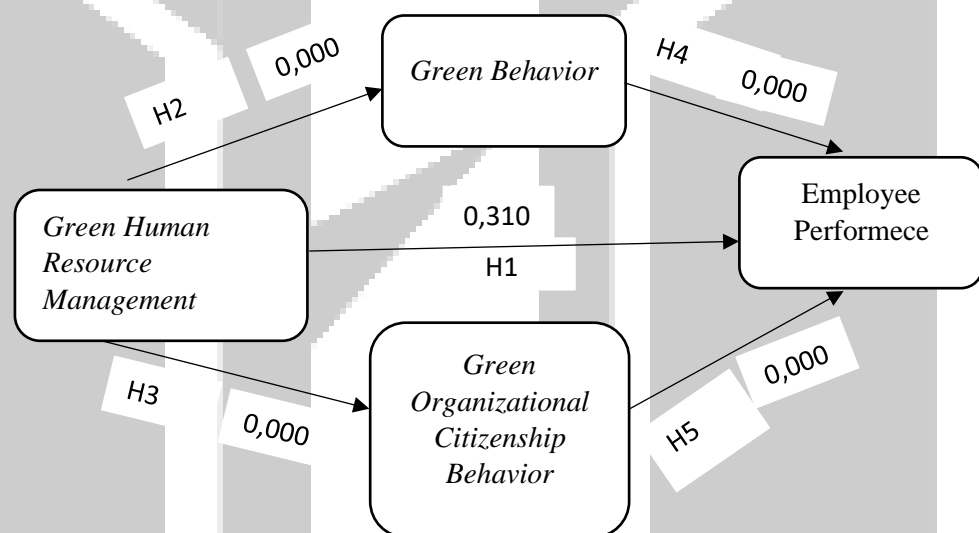 H2
0,000
Green Behavior
H4
0,000
Green Human
Resource
Management
0,310
H1
Employee
Performece
H3
0,000
Green
Organizational
Citizenship
Behavior
H5
0,000